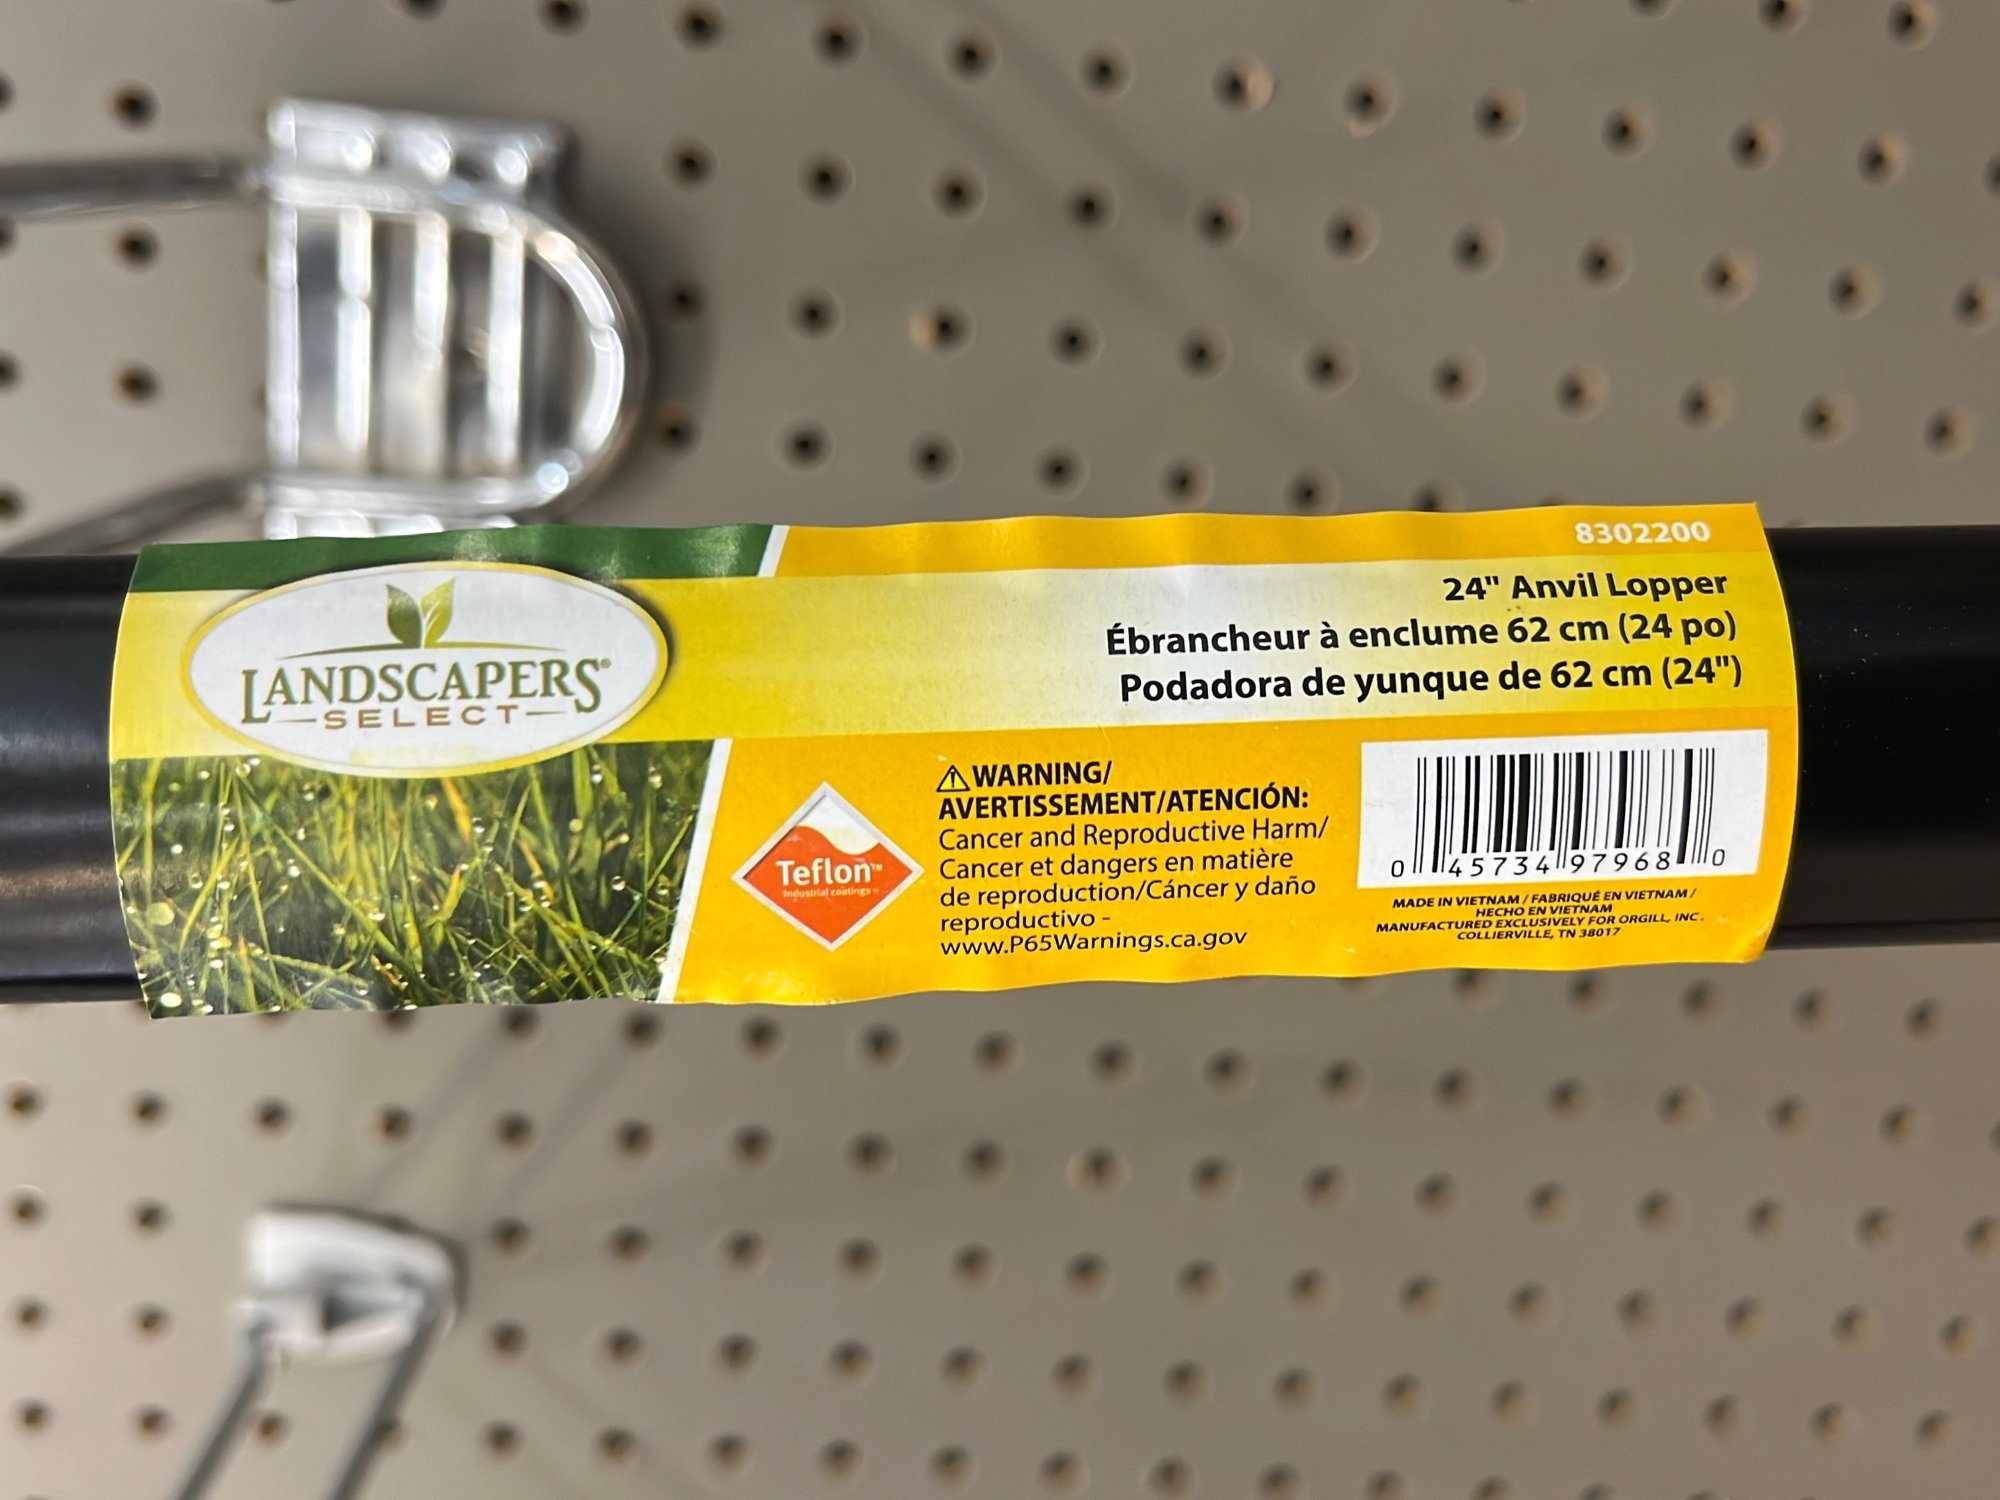 LANDSCAPERS®
SELECT
8302200
24" Anvil Lopper
Ébrancheur à enclume 62 cm (24 po)
Podadora de yunque de 62 cm (24")
Teflon™
industrial coatings
⚠ WARNING/
AVERTISSEMENT/ATENCIÓN:
Cancer and Reproductive Harm/
Cancer et dangers en matière
de reproduction/Cáncer y daño
reproductivo -
www.P65Warnings.ca.gov
0 45734 97968 0
MADE IN VIETNAM / FABRIQUÉ EN VIETNAM /
HECHO EN VIETNAM
MANUFACTURED EXCLUSIVELY FOR ORGILL, INC.
COLLIERVILLE, TN 38017